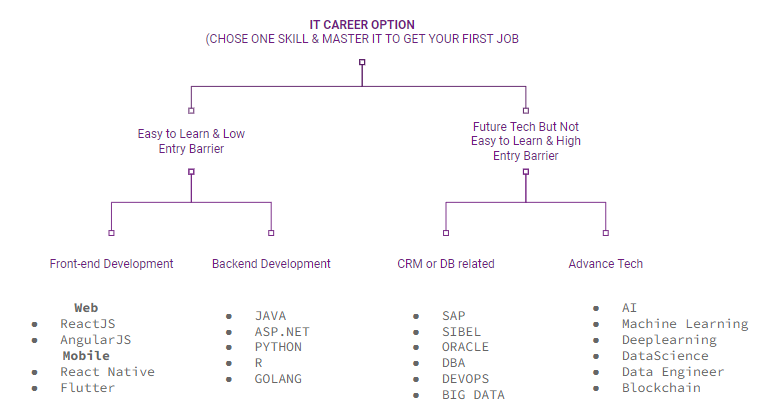 IT CAREER OPTION
(CHOSE ONE SKILL & MASTER IT TO GET YOUR FIRST JOB
Easy to Learn & Low
Entry Barrier
Future Tech But Not
Easy to Learn & High
Entry Barrier
Front-end Development
Backend Development
CRM or DB related
Advance Tech
Web
● ReactJS
● AngularJS
Mobile
● React Native
● Flutter
● JAVA
● ASP.NET
● PYTHON
● R
● GOLANG
● SAP
● SIBEL
● ORACLE
● DBA
● DEVOPS
● BIG DATA
● AI
● Machine Learning
● Deeplearning
● DataScience
● Data Engineer
● Blockchain